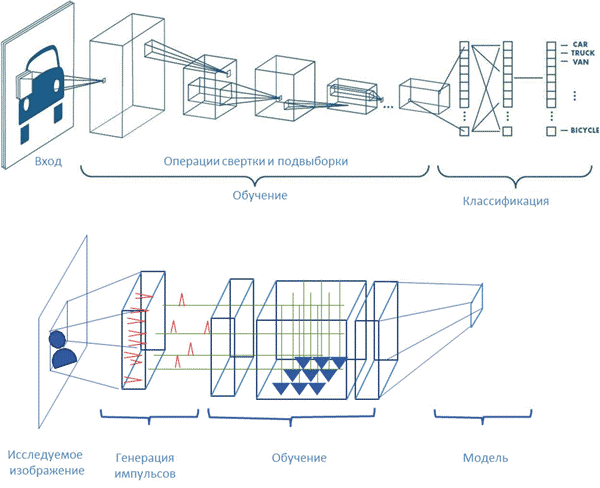 CAR
TRUCK
VAN
BICYCLE
Вход
Операции свертки и подвыборки
Обучение
Классификация
Исследуемое
изображение
Генерация
импульсов
Обучение
Модель